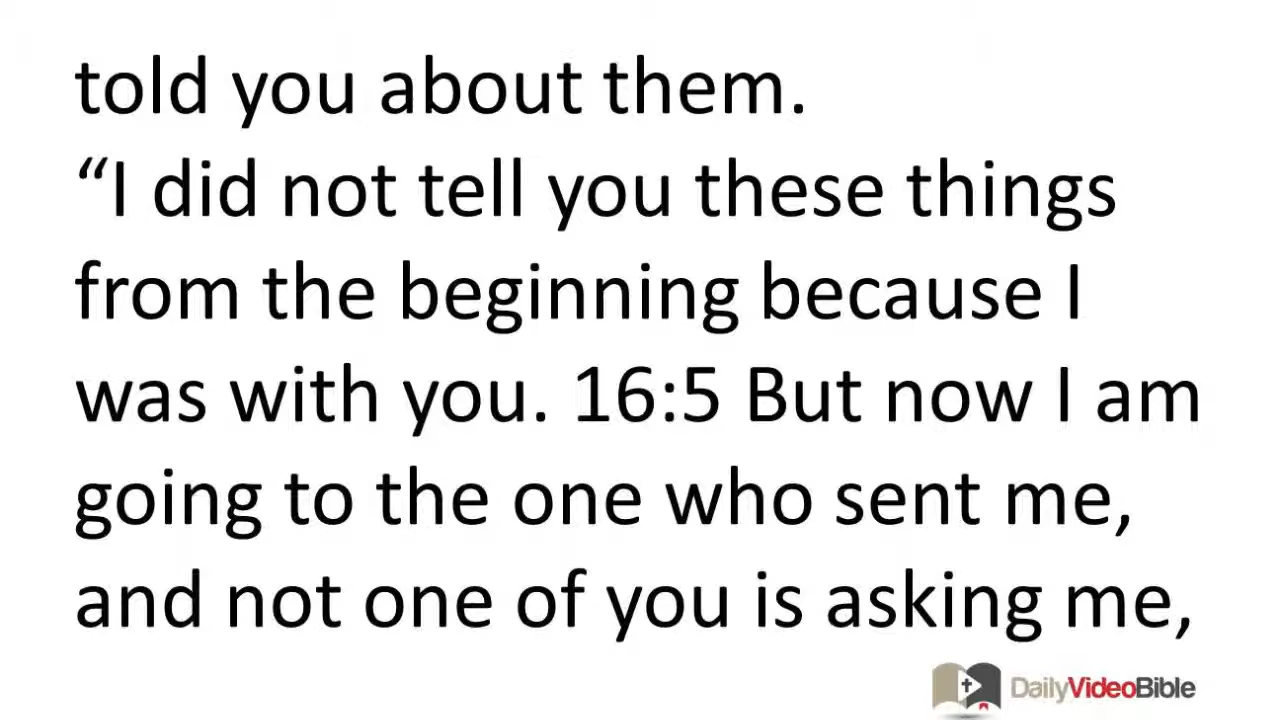 told you about them.
“I did not tell you these things
from the beginning because I
was with you. 16:5 But now I am
going to the one who sent me,
and not one of you is asking me,
DailyVideoBible